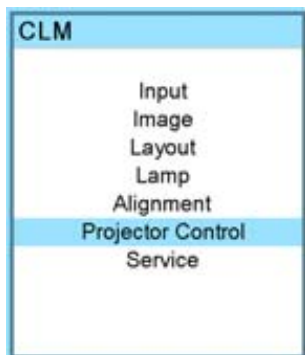 CLM
Input
Image
Layout
Lamp
Alignment
Projector Control
Service